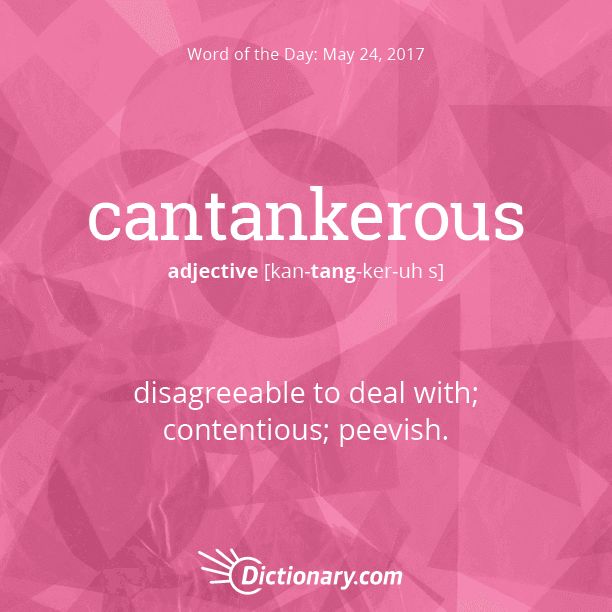 Word of the Day: May 24, 2017
cantankerous
adjective [kan-tang-ker-uh s]
disagreeable to deal with;
contentious; peevish.
Dictionary.com